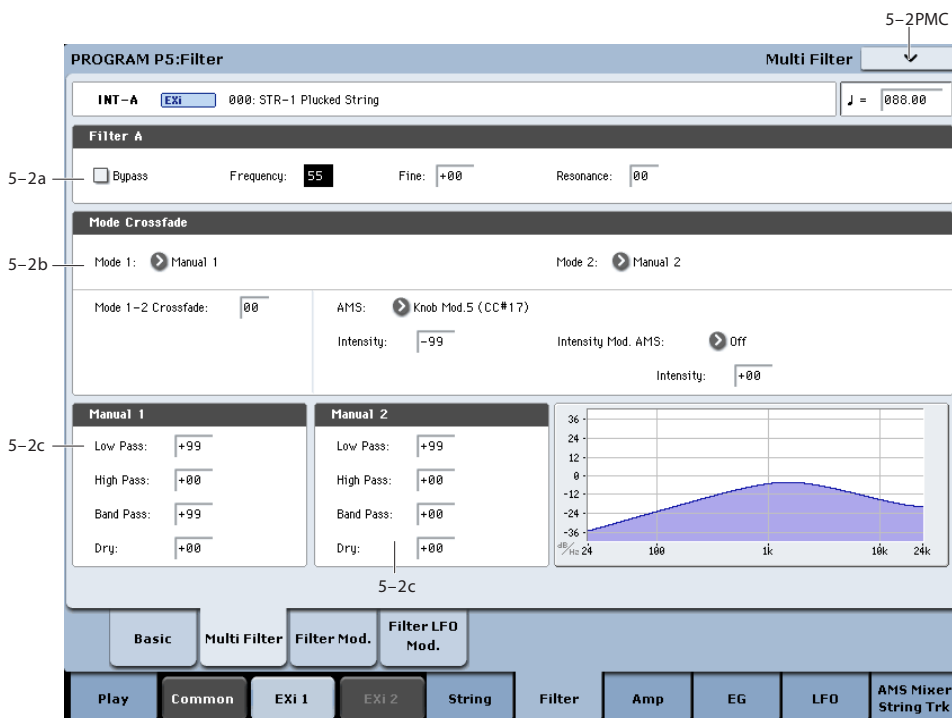 5–2PMC
PROGRAM P5:Filter
Multi Filter
INT-A EXi 000: STR-1 Plucked String
♩ = 088.00
Filter A
5–2a
Bypass Frequency: 55 Fine: +00 Resonance: 00
Mode Crossfade
5–2b
Mode 1: Manual 1 Mode 2: Manual 2
Mode 1-2 Crossfade: 00 AMS: Knob Mod.5 (CC#17)
Intensity: -99 Intensity Mod. AMS: Off
Intensity: +00
Manual 1
5–2c
Low Pass: +99
High Pass: +00
Band Pass: +99
Dry: +00
Manual 2
Low Pass: +99
High Pass: +00
Band Pass: +00
Dry: +00
5–2c
36
24
12
0
-12
-24
-36
dB/Hz 24 100 1k 10k 24k
Basic Multi Filter Filter Mod. Filter LFO
Mod.
Play Common EXi 1 EXi 2 String Filter Amp EG LFO AMS Mixer
String Trk